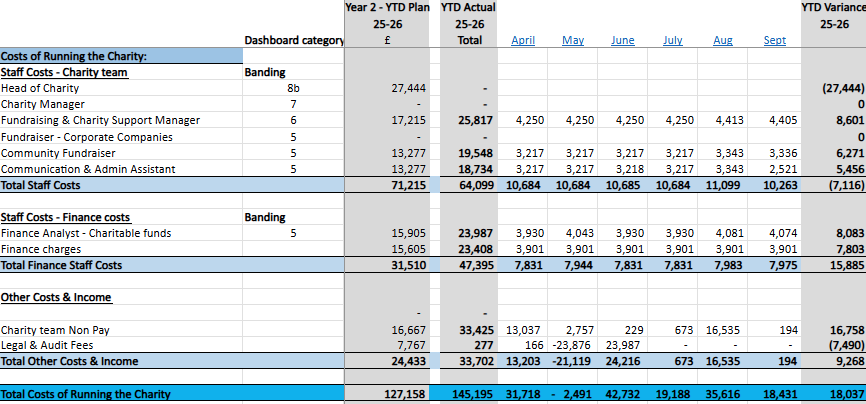 Year 2 - YTD Plan YTD Actual YTD Variance
25-26 25-26 25-26
Dashboard category £ Total April May June July Aug Sept
Costs of Running the Charity:
Staff Costs - Charity team Banding
Head of Charity 8b 27,444 - (27,444)
Charity Manager 7 - - 0
Fundraising & Charity Support Manager 6 17,215 25,817 4,250 4,250 4,250 4,250 4,413 4,405 8,601
Fundraiser - Corporate Companies 5 - - 0
Community Fundraiser 5 13,277 19,548 3,217 3,217 3,217 3,217 3,343 3,336 6,271
Communication & Admin Assistant 5 13,277 18,734 3,217 3,217 3,218 3,217 3,343 2,521 5,456
Total Staff Costs 71,215 64,099 10,684 10,684 10,685 10,684 11,099 10,263 (7,116)
Staff Costs - Finance costs Banding
Finance Analyst - Charitable funds 5 15,905 23,987 3,930 4,043 3,930 3,930 4,081 4,074 8,083
Finance charges 15,605 23,408 3,901 3,901 3,901 3,901 3,901 3,901 7,803
Total Finance Staff Costs 31,510 47,395 7,831 7,944 7,831 7,831 7,983 7,975 15,885
Other Costs & Income
- -
Charity team Non Pay 16,667 33,425 13,037 2,757 229 673 16,535 194 16,758
Legal & Audit Fees 7,767 277 166 -23,876 23,987 - - - (7,490)
Total Other Costs & Income 24,433 33,702 13,203 -21,119 24,216 673 16,535 194 9,268
Total Costs of Running the Charity 127,158 145,195 31,718 - 2,491 42,732 19,188 35,616 18,431 18,037